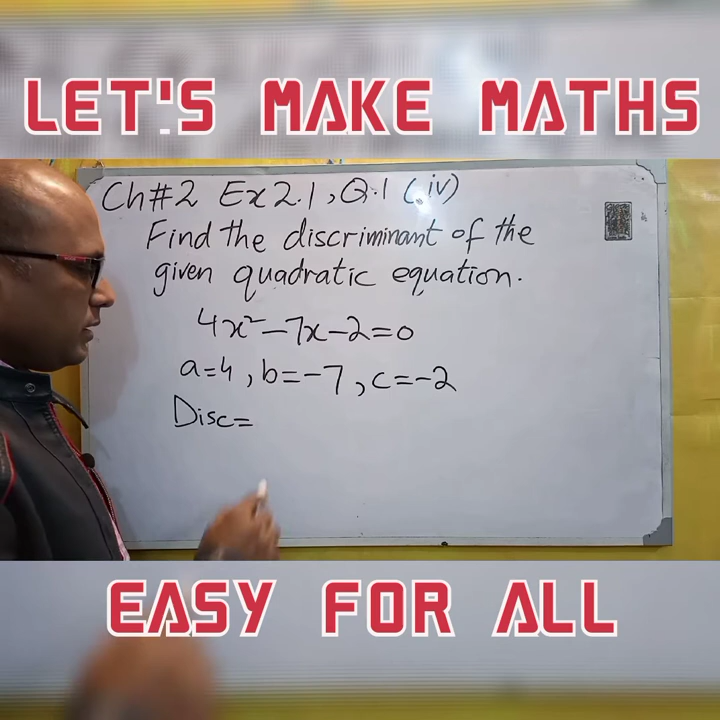 LET'S MAKE MATHS
Ch#2 Ex2.1, Q.1 (iv)
Find the discriminant of the
given quadratic equation.
4x²-7x-2=0
a=4, b=-7, c=-2
Disc=
EASY FOR ALL